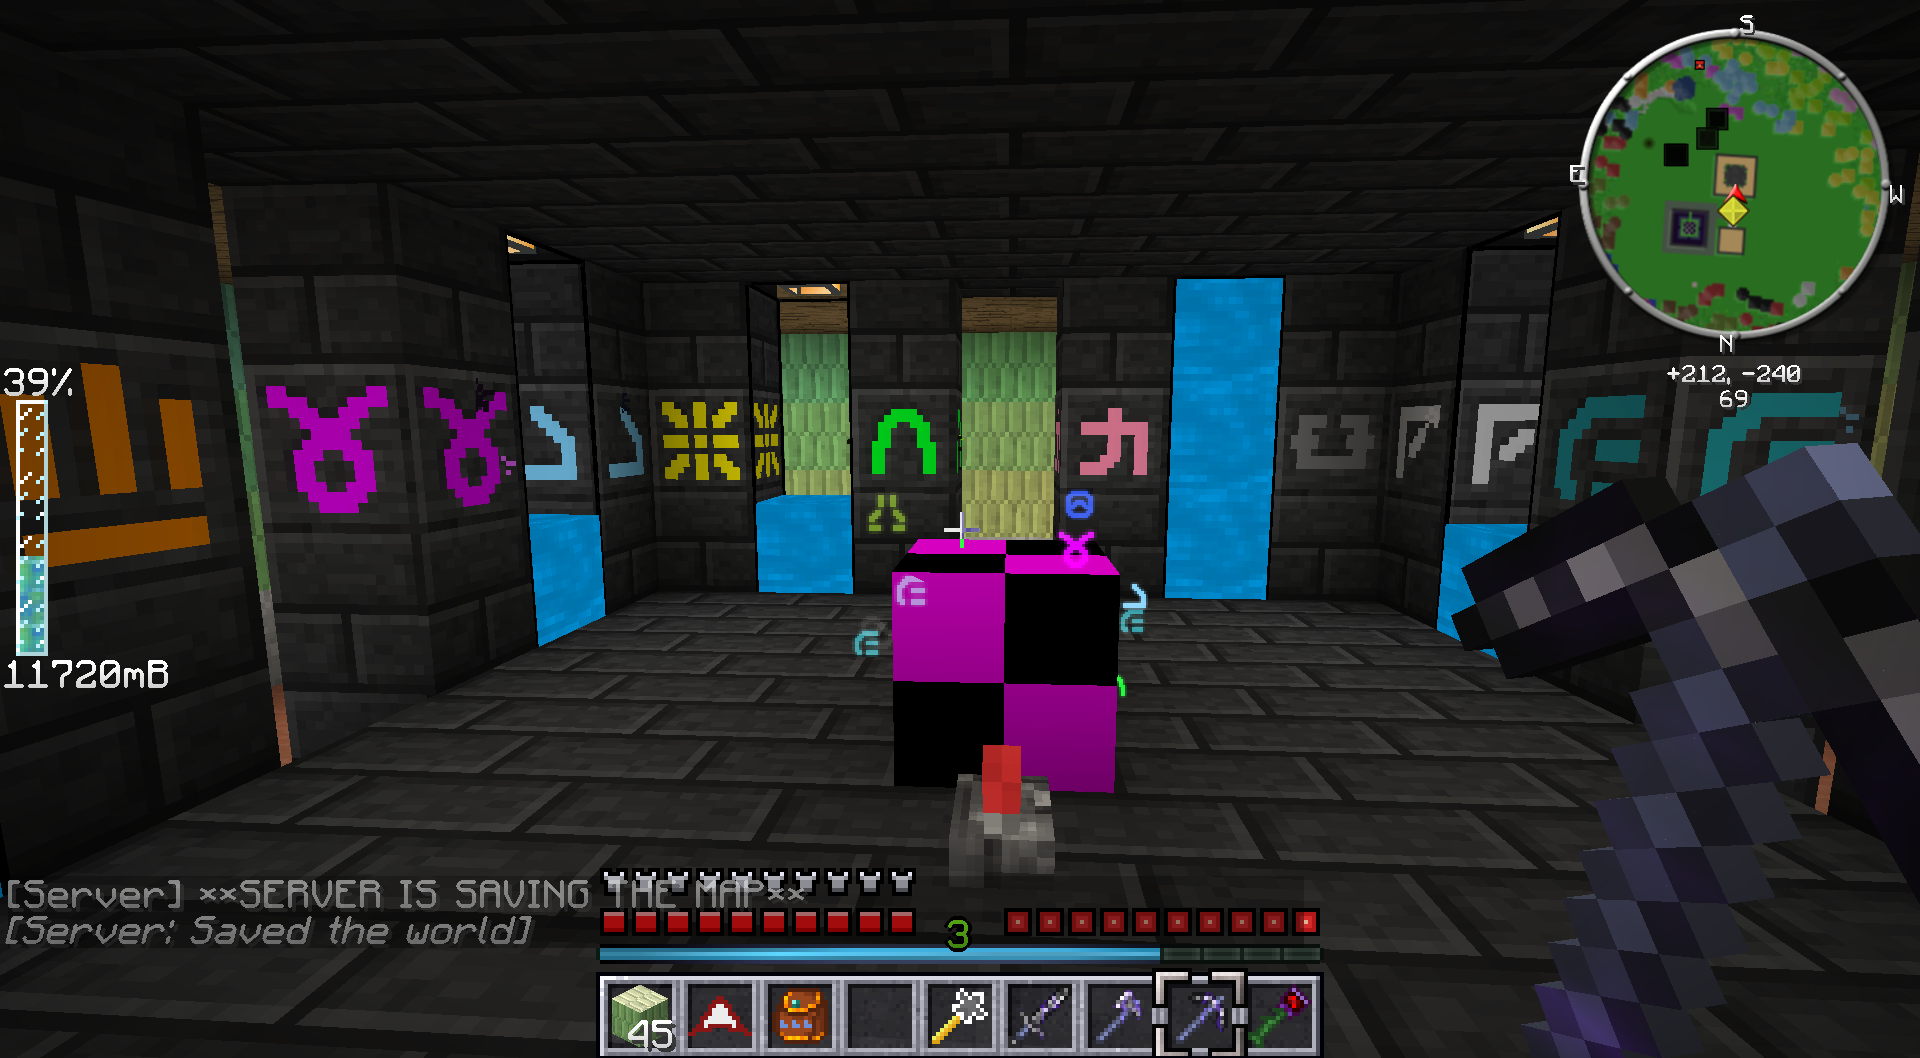 S
E
W
N
+212, -240
69
39%
11720mB
[Server] **SERVER IS SAVING THE MAP**
[Server: Saved the world]
3
45